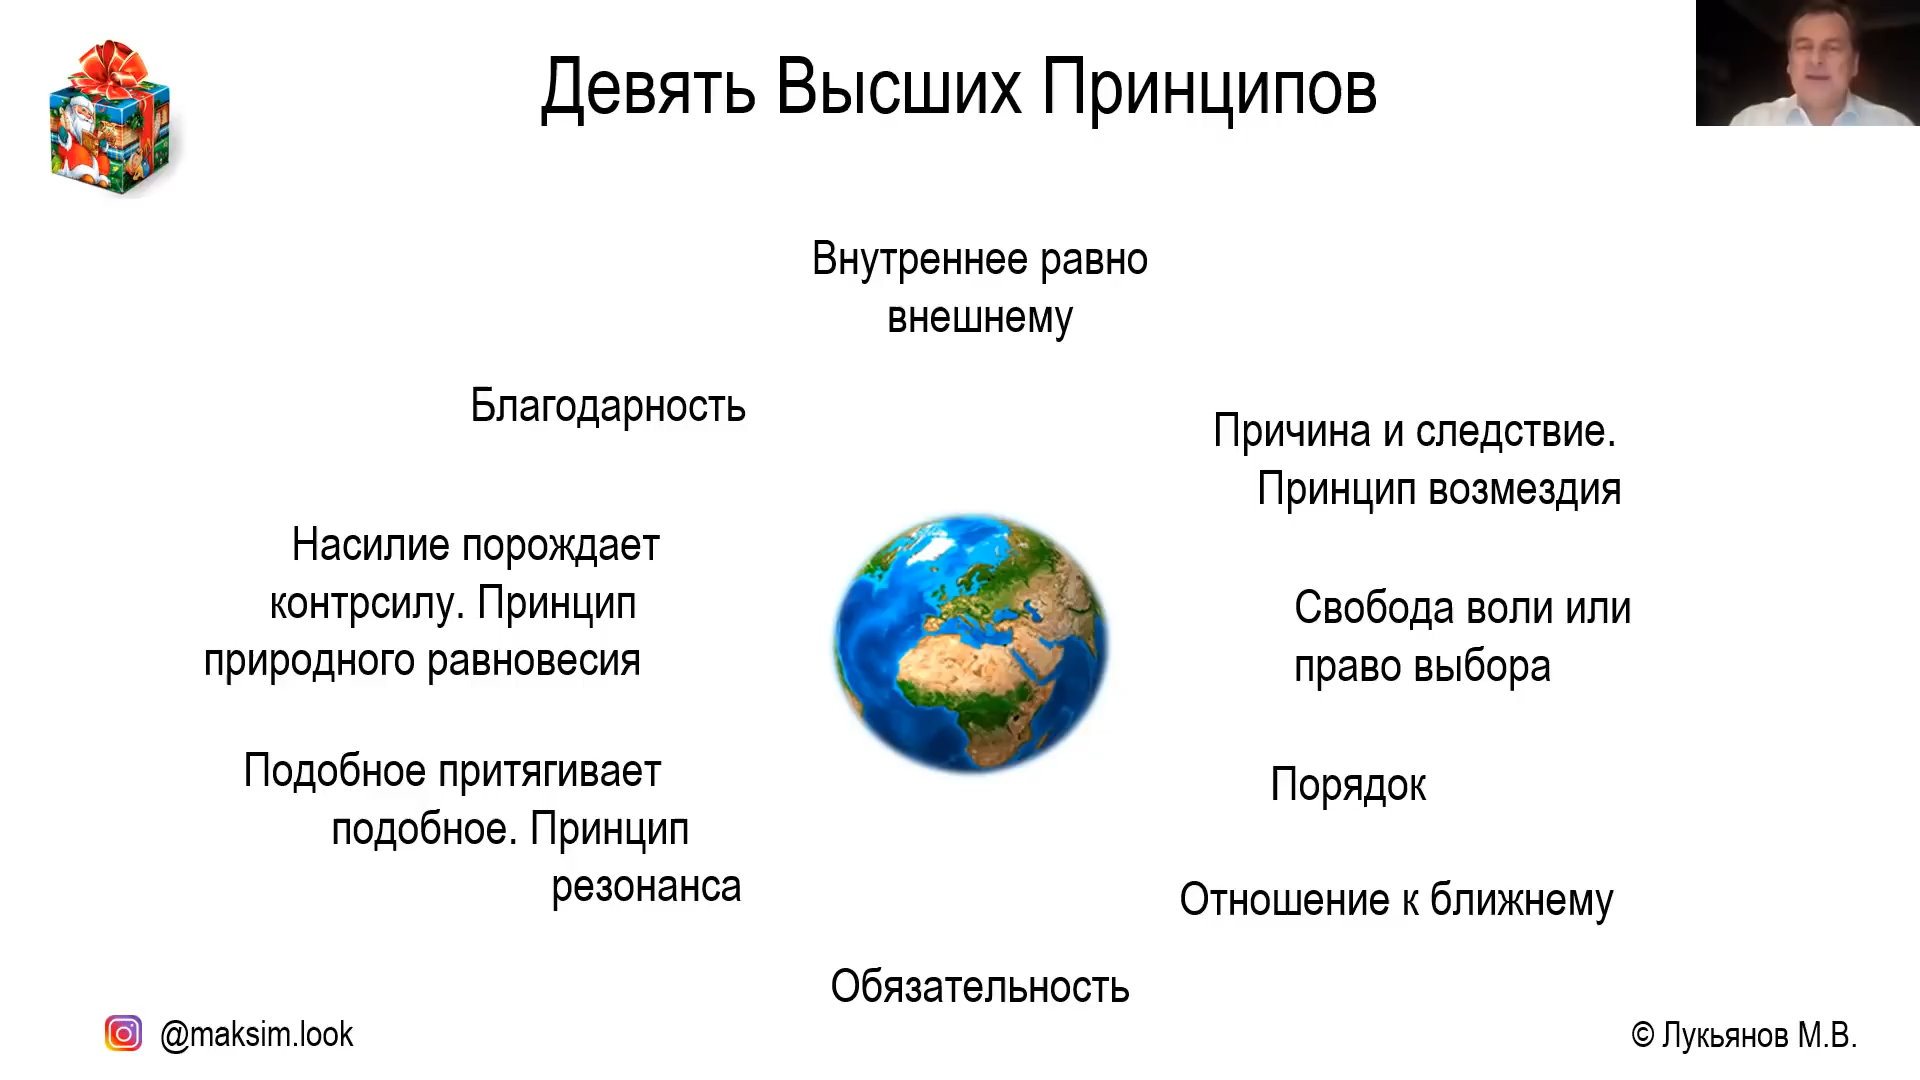 Девять Высших Принципов
Внутреннее равно
внешнему
Благодарность
Причина и следствие.
Принцип возмездия
Насилие порождает
контрсилу. Принцип
природного равновесия
Свобода воли или
право выбора
Подобное притягивает
подобное. Принцип
резонанса
Порядок
Отношение к ближнему
Обязательность
@maksim.look
© Лукьянов М.В.